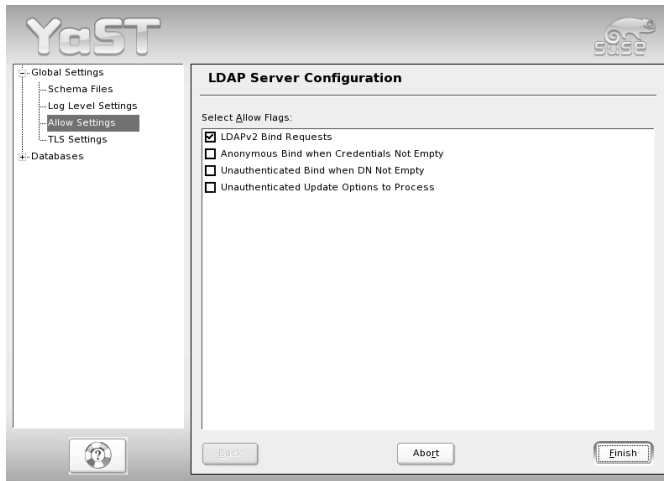 YaST
SUSE
Global Settings
Schema Files
Log Level Settings
Allow Settings
TLS Settings
Databases
LDAP Server Configuration
Select Allow Flags:
LDAPv2 Bind Requests
Anonymous Bind when Credentials Not Empty
Unauthenticated Bind when DN Not Empty
Unauthenticated Update Options to Process
?
Back
Abort
Finish